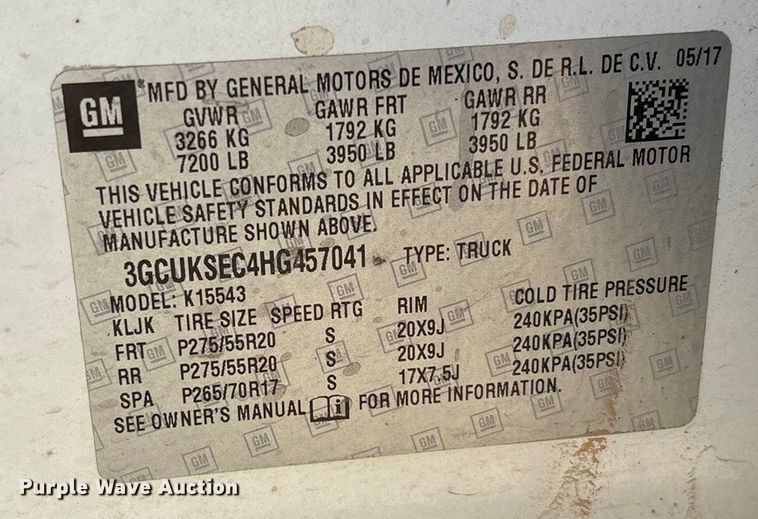 GM
MFD BY GENERAL MOTORS DE MEXICO, S. DE R.L. DE C.V. 05/17
GVWR GAWR FRT GAWR RR
3266 KG 1792 KG 1792 KG
7200 LB 3950 LB 3950 LB
THIS VEHICLE CONFORMS TO ALL APPLICABLE U.S. FEDERAL MOTOR
VEHICLE SAFETY STANDARDS IN EFFECT ON THE DATE OF
MANUFACTURE SHOWN ABOVE.
3GCUKSEC4HG457041 TYPE: TRUCK
MODEL: K15543
KLJK TIRE SIZE SPEED RTG RIM COLD TIRE PRESSURE
FRT P275/55R20 S 20X9J 240KPA(35PSI)
RR P275/55R20 S 20X9J 240KPA(35PSI)
SPA P265/70R17 S 17X7.5J 240KPA(35PSI)
SEE OWNER'S MANUAL i FOR MORE INFORMATION.
Purple Wave Auction